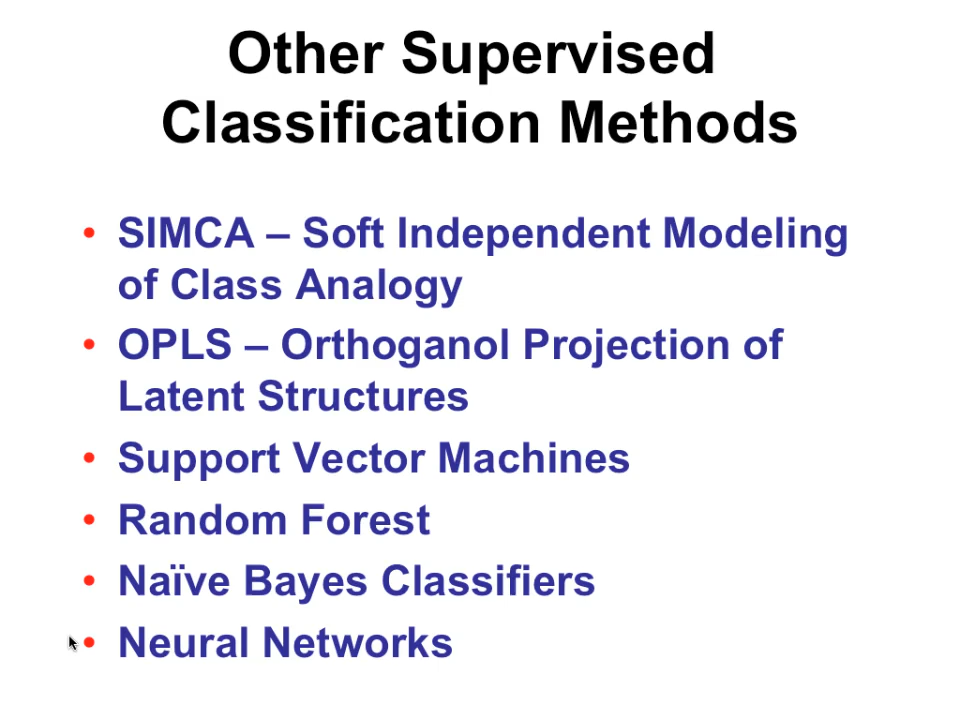 Other Supervised
Classification Methods
• SIMCA – Soft Independent Modeling
of Class Analogy
• OPLS – Orthoganol Projection of
Latent Structures
• Support Vector Machines
• Random Forest
• Naïve Bayes Classifiers
• Neural Networks